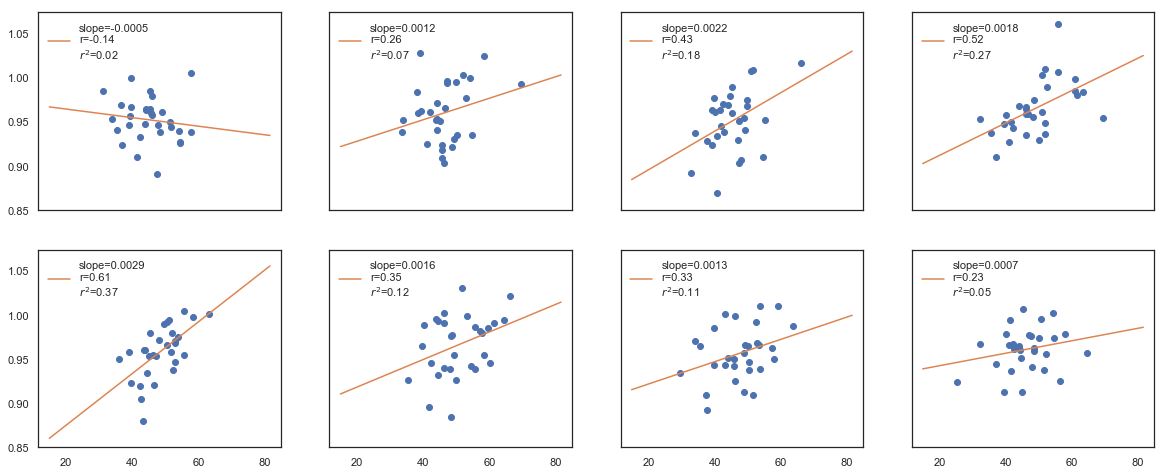 slope=-0.0005
r=-0.14
r²=0.02
slope=0.0012
r=0.26
r²=0.07
slope=0.0022
r=0.43
r²=0.18
slope=0.0018
r=0.52
r²=0.27
1.05
1.00
0.95
0.90
0.85
slope=0.0029
r=0.61
r²=0.37
slope=0.0016
r=0.35
r²=0.12
slope=0.0013
r=0.33
r²=0.11
slope=0.0007
r=0.23
r²=0.05
1.05
1.00
0.95
0.90
0.85
20 40 60 80
20 40 60 80
20 40 60 80
20 40 60 80